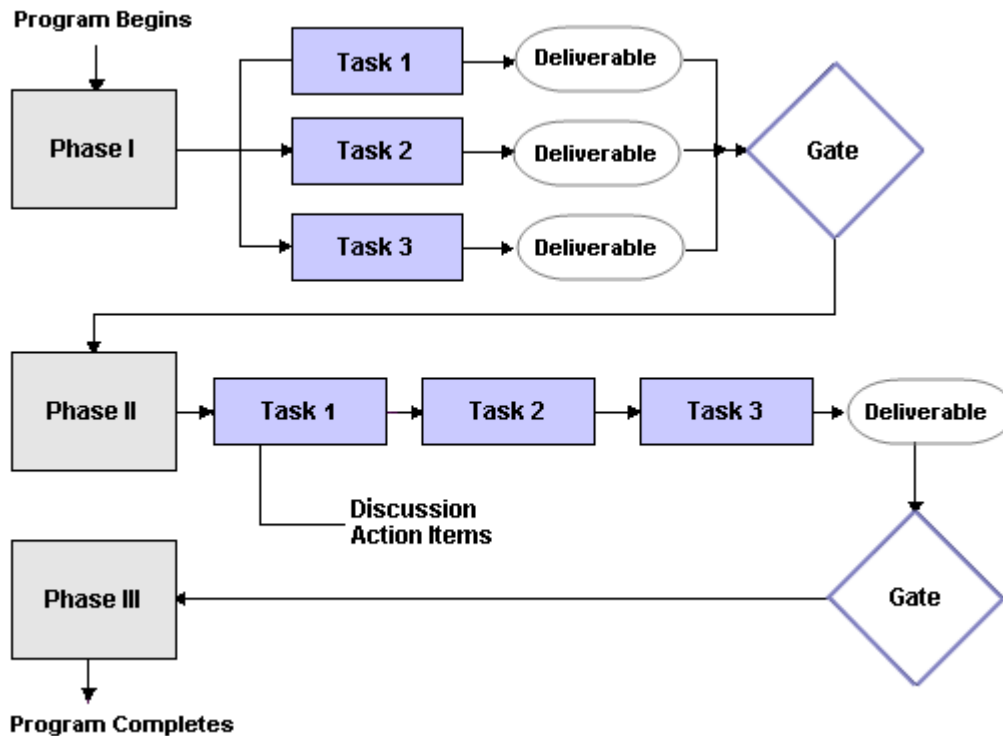 Program Begins
Task 1
Deliverable
Phase I
Task 2
Deliverable
Gate
Task 3
Deliverable
Phase II
Task 1
Task 2
Task 3
Deliverable
Discussion
Action Items
Phase III
Gate
Program Completes